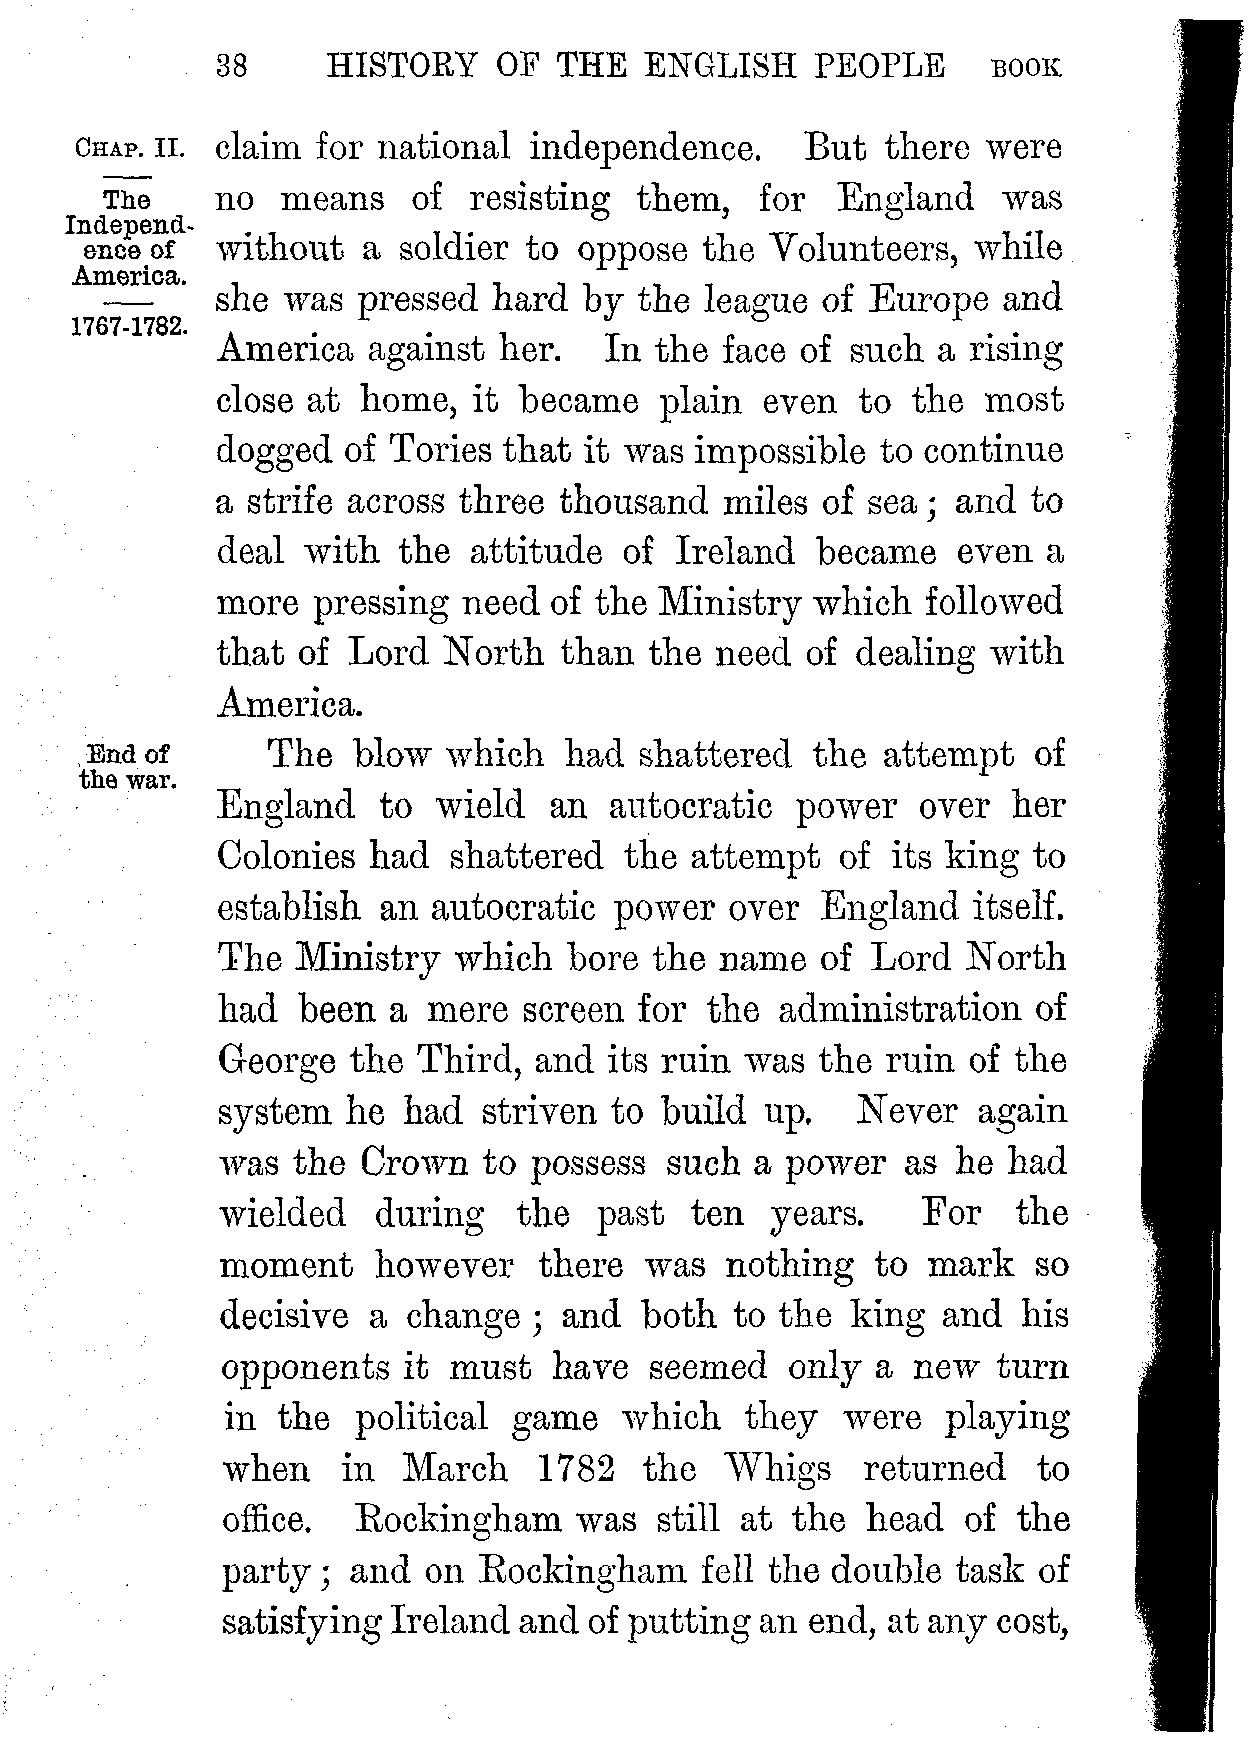 38 HISTORY OF THE ENGLISH PEOPLE BOOK
CHAP. II.
The
Independ-
ence of
America.
1767-1782.
claim for national independence. But there were
no means of resisting them, for England was
without a soldier to oppose the Volunteers, while
she was pressed hard by the league of Europe and
America against her. In the face of such a rising
close at home, it became plain even to the most
dogged of Tories that it was impossible to continue
a strife across three thousand miles of sea; and to
deal with the attitude of Ireland became even a
more pressing need of the Ministry which followed
that of Lord North than the need of dealing with
America.
End of
the war.
The blow which had shattered the attempt of
England to wield an autocratic power over her
Colonies had shattered the attempt of its king to
establish an autocratic power over England itself.
The Ministry which bore the name of Lord North
had been a mere screen for the administration of
George the Third, and its ruin was the ruin of the
system he had striven to build up. Never again
was the Crown to possess such a power as he had
wielded during the past ten years. For the
moment however there was nothing to mark so
decisive a change; and both to the king and his
opponents it must have seemed only a new turn
in the political game which they were playing
when in March 1782 the Whigs returned to
office. Rockingham was still at the head of the
party; and on Rockingham fell the double task of
satisfying Ireland and of putting an end, at any cost,